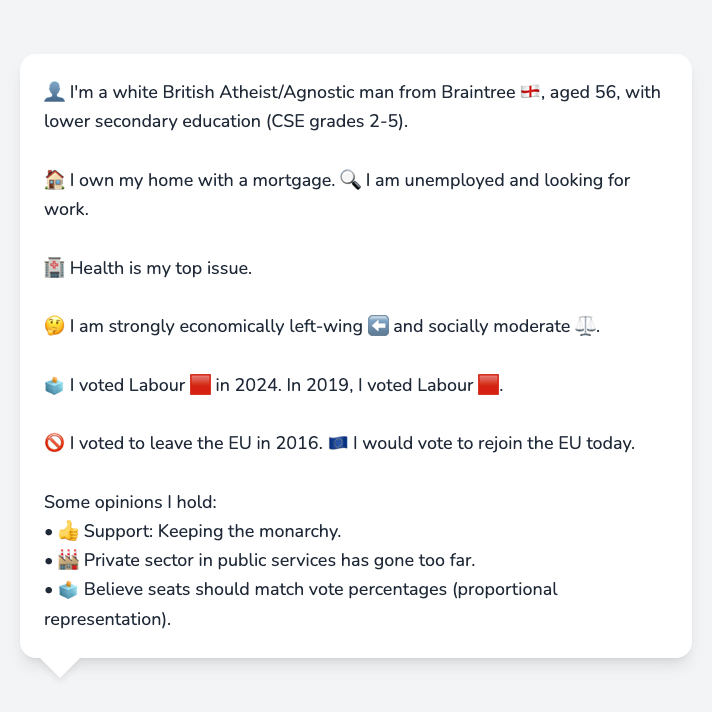 👤 I'm a white British Atheist/Agnostic man from Braintree 🏴󠁧󠁢󠁥󠁮󠁧󠁿, aged 56, with
lower secondary education (CSE grades 2-5).
🏠 I own my home with a mortgage. 🔍 I am unemployed and looking for
work.
🏥 Health is my top issue.
🤔 I am strongly economically left-wing ⬅️ and socially moderate ⚖️.
🗳️ I voted Labour 🟥 in 2024. In 2019, I voted Labour 🟥.
🚫 I voted to leave the EU in 2016. 🇪🇺 I would vote to rejoin the EU today.
Some opinions I hold:
• 👍 Support: Keeping the monarchy.
• 🏭 Private sector in public services has gone too far.
• 🗳️ Believe seats should match vote percentages (proportional
representation).